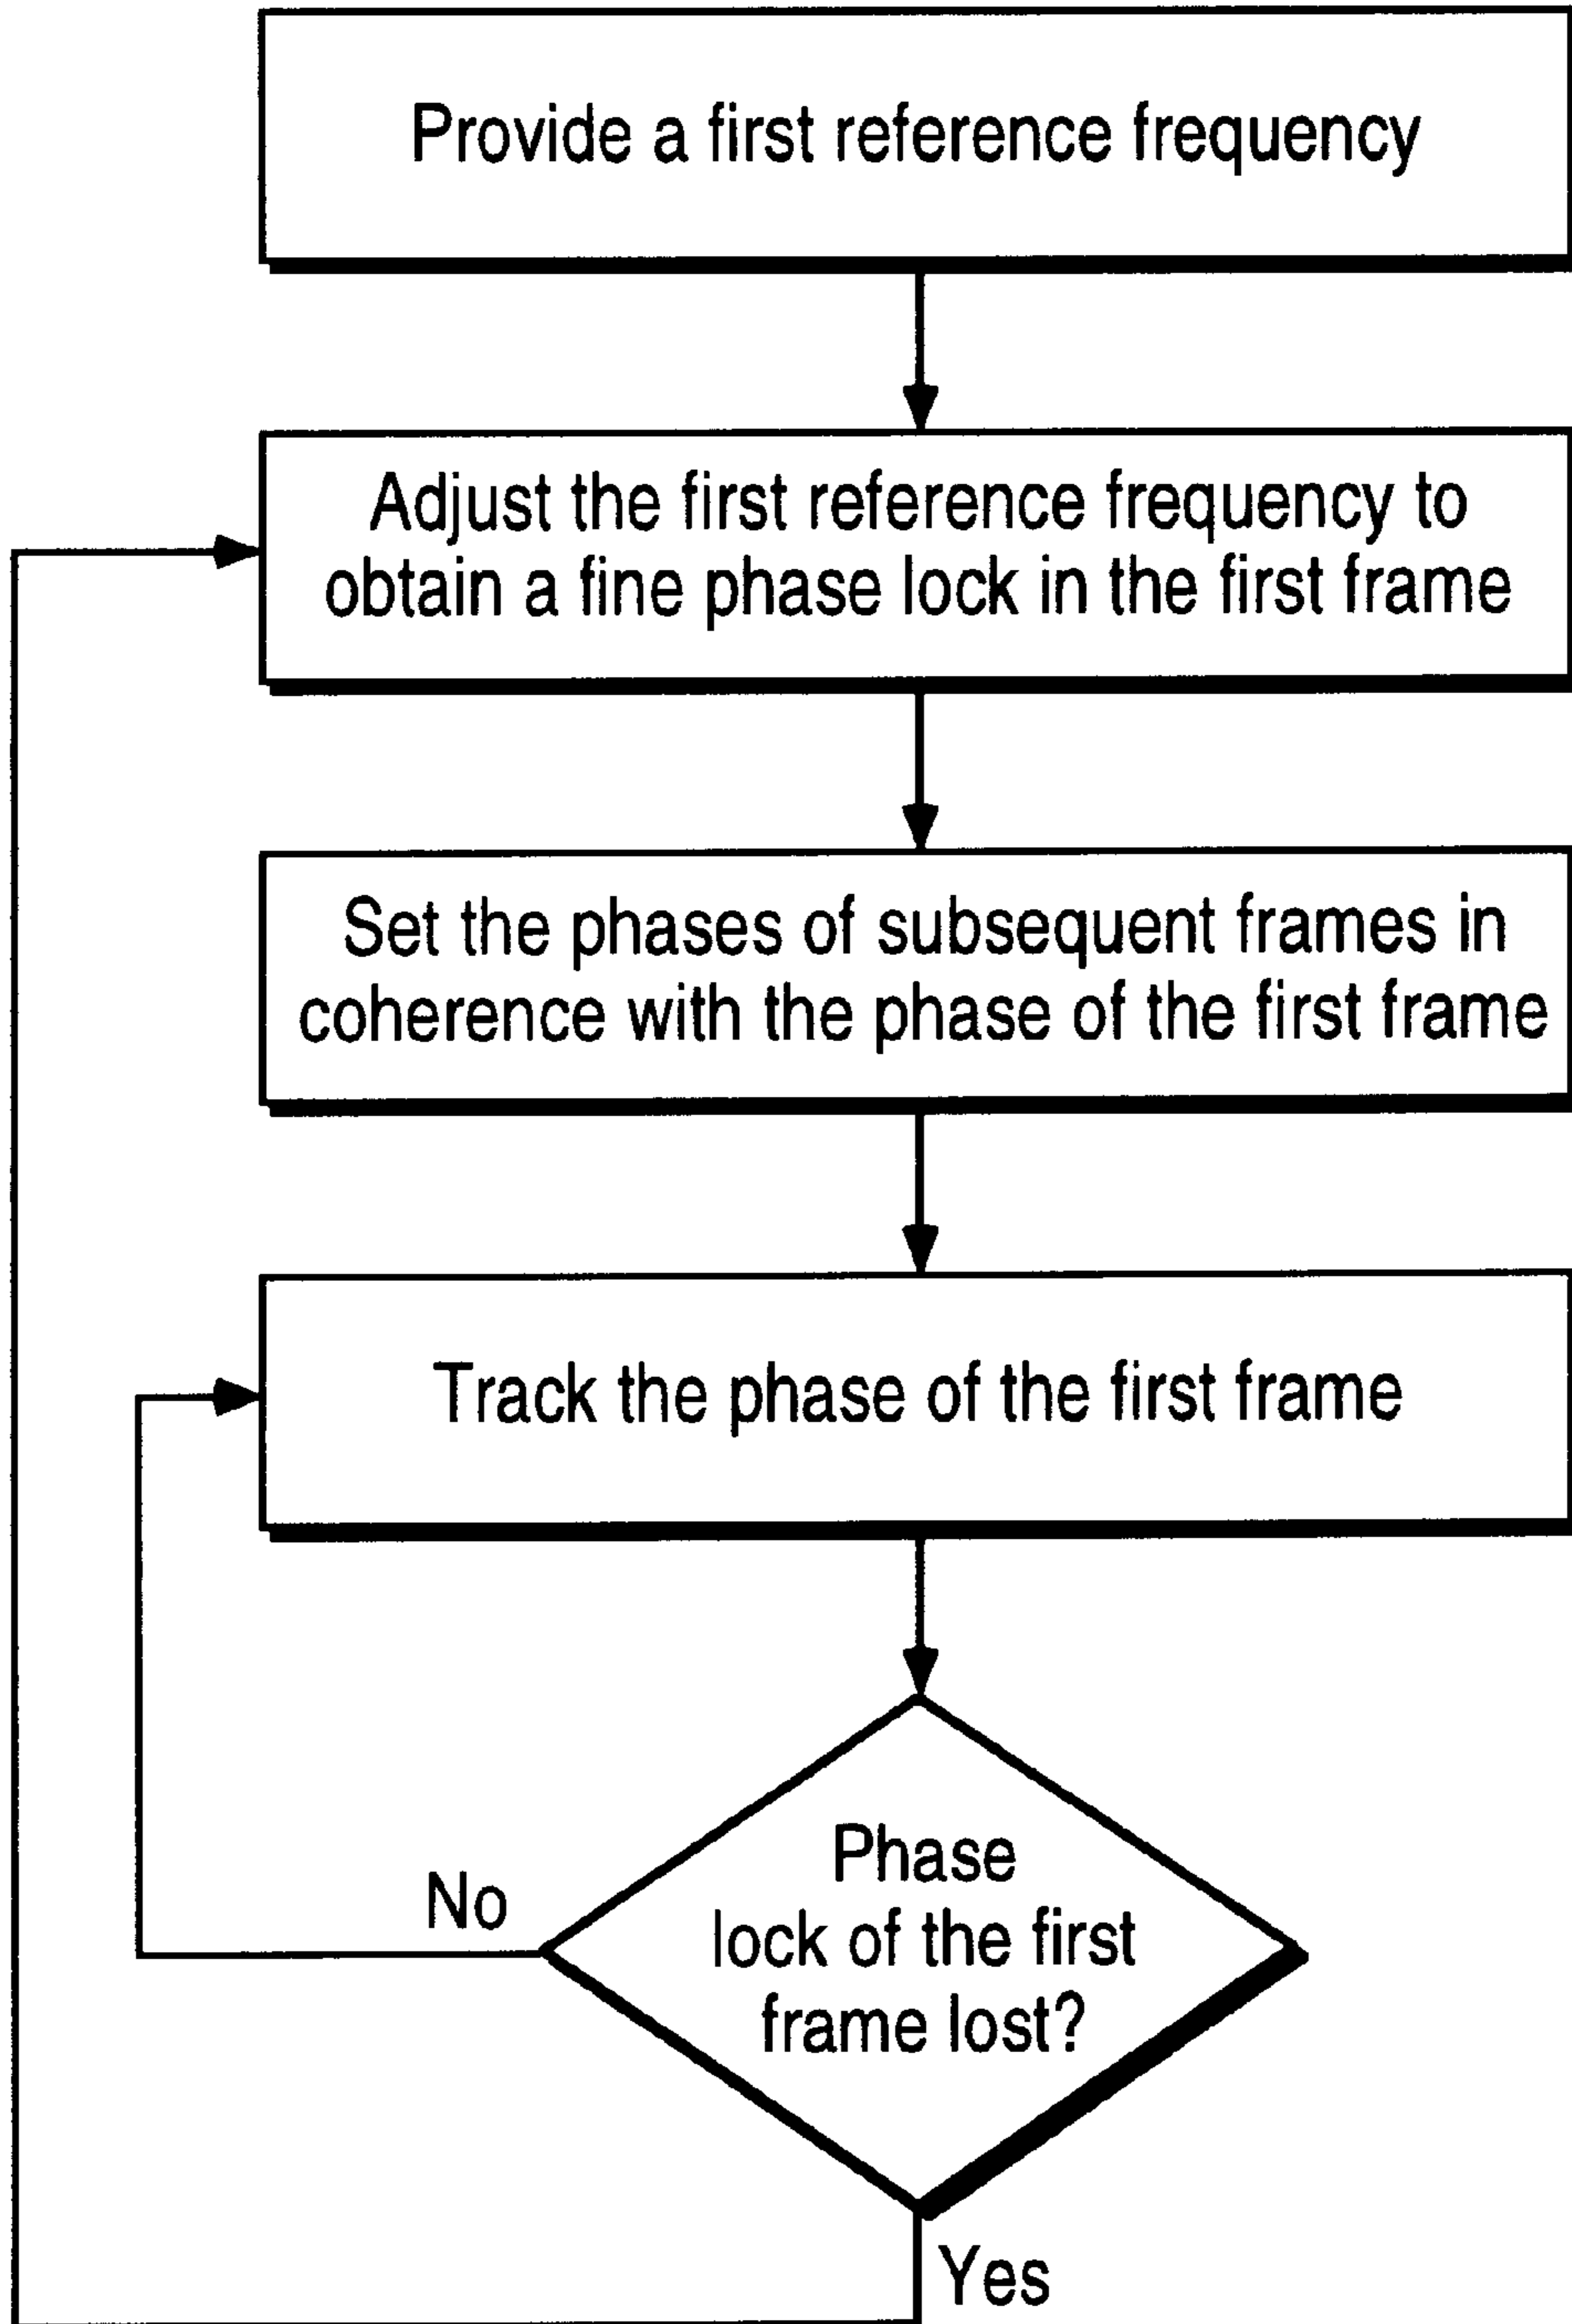 Provide a first reference frequency
Adjust the first reference frequency to
obtain a fine phase lock in the first frame
Set the phases of subsequent frames in
coherence with the phase of the first frame
Track the phase of the first frame
Phase
lock of the first
frame lost?
No
Yes